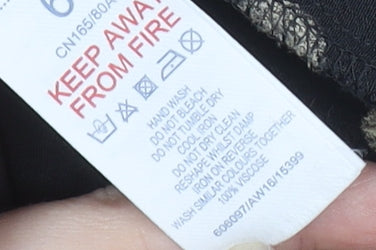 6
CN165/80A
KEEP AWAY
FROM FIRE
HAND WASH
DO NOT BLEACH
DO NOT TUMBLE DRY
COOL IRON
DO NOT DRY CLEAN
RESHAPE WHILST DAMP
IRON ON REVERSE
WASH SIMILAR COLOURS TOGETHER
100% VISCOSE
606097/AW16/15399